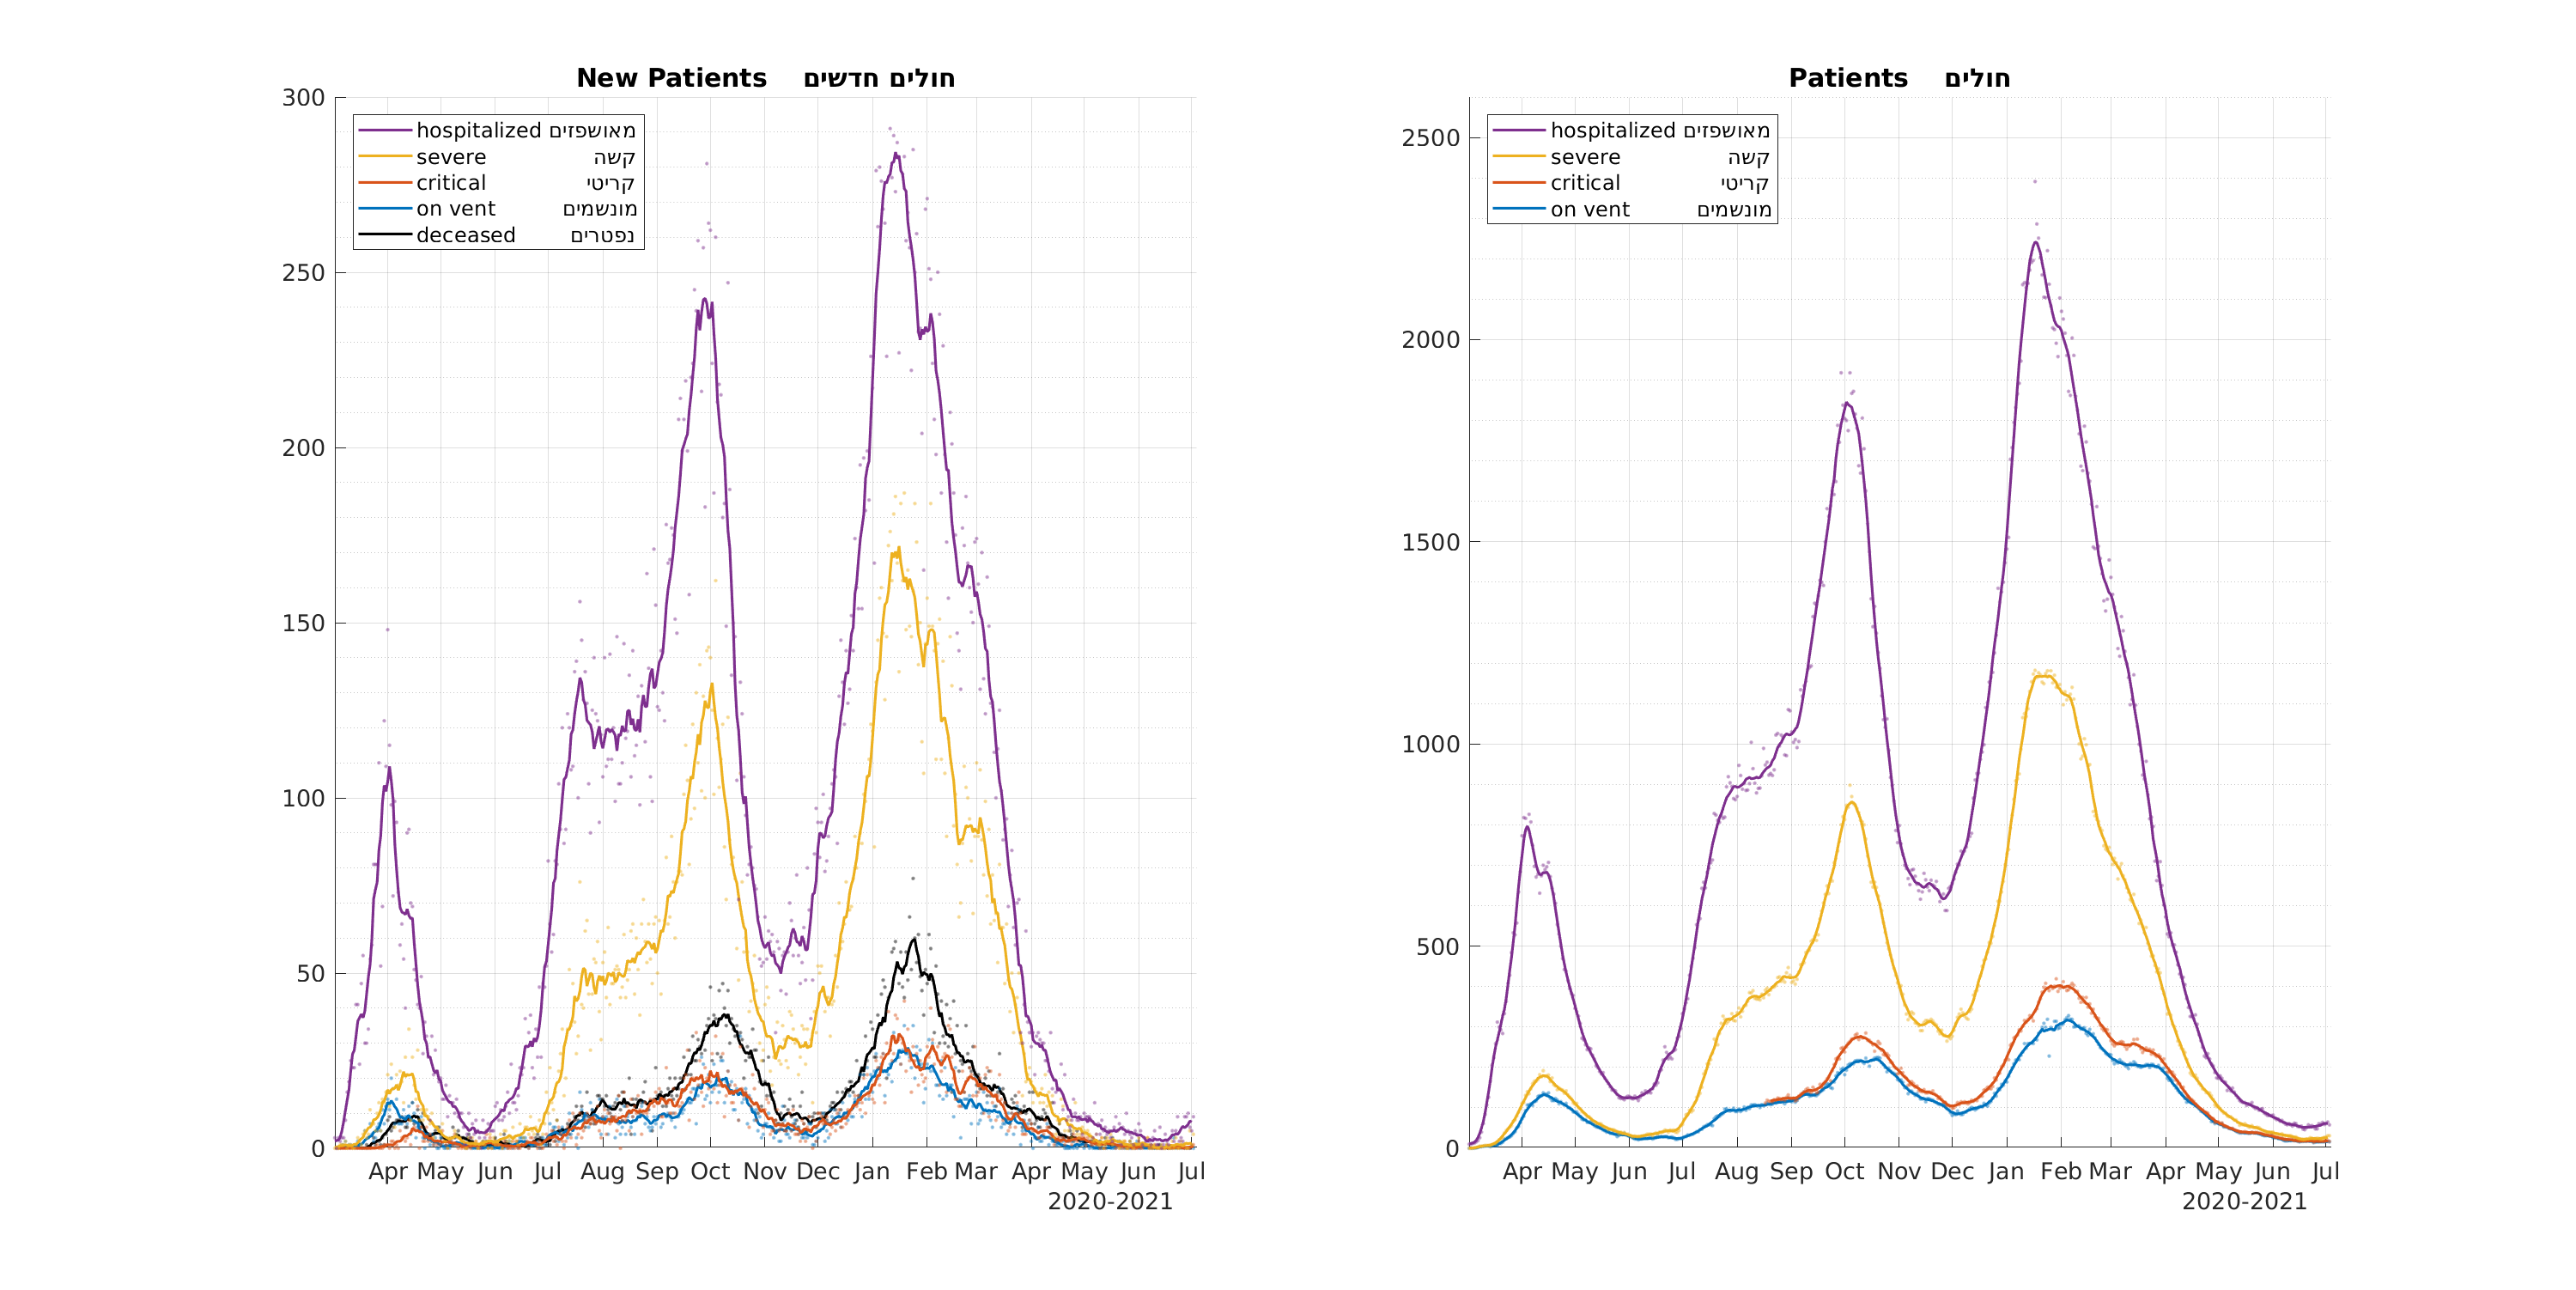 New Patients חולים חדשים
300
250
200
150
100
50
0
hospitalized מאושפזים
severe קשה
critical קריטי
on vent מונשמים
deceased נפטרים
Apr May Jun Jul Aug Sep Oct Nov Dec Jan Feb Mar Apr May Jun Jul
2020-2021
Patients חולים
2500
2000
1500
1000
500
0
hospitalized מאושפזים
severe קשה
critical קריטי
on vent מונשמים
Apr May Jun Jul Aug Sep Oct Nov Dec Jan Feb Mar Apr May Jun Jul
2020-2021